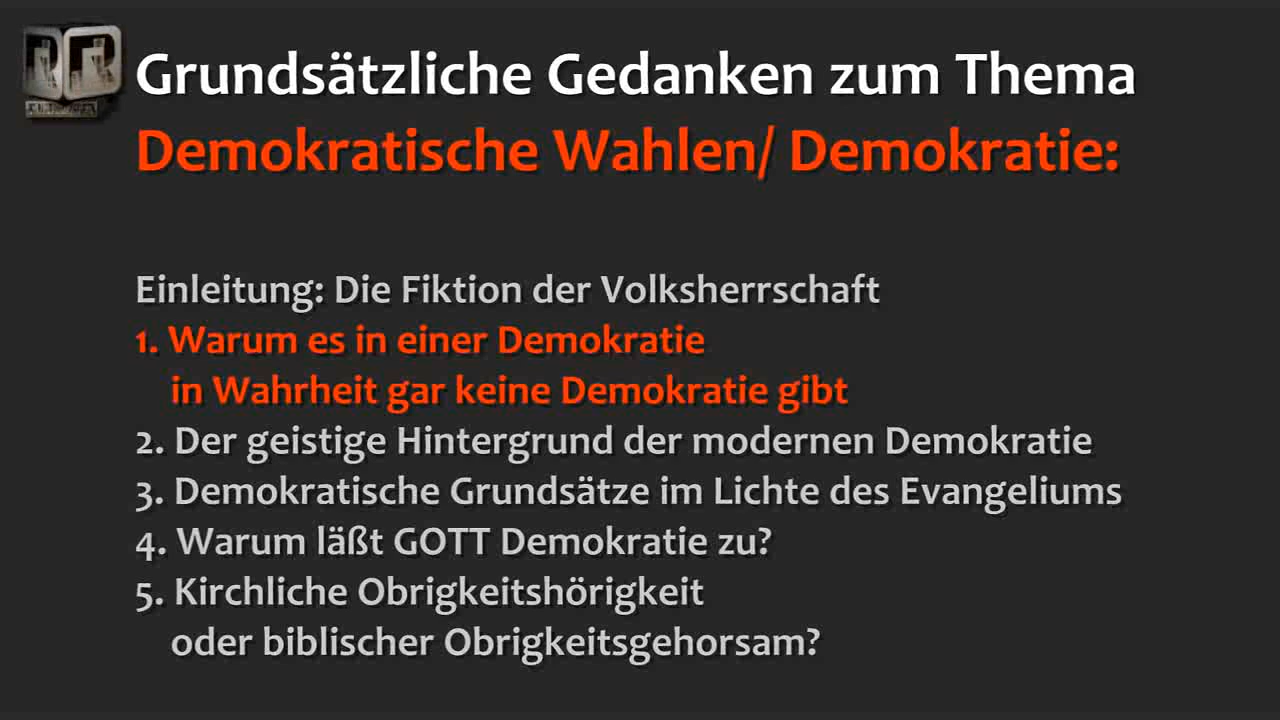 Grundsätzliche Gedanken zum Thema
Demokratische Wahlen/ Demokratie:
Einleitung: Die Fiktion der Volksherrschaft
1. Warum es in einer Demokratie
in Wahrheit gar keine Demokratie gibt
2. Der geistige Hintergrund der modernen Demokratie
3. Demokratische Grundsätze im Lichte des Evangeliums
4. Warum läßt GOTT Demokratie zu?
5. Kirchliche Obrigkeitshörigkeit
oder biblischer Obrigkeitsgehorsam?